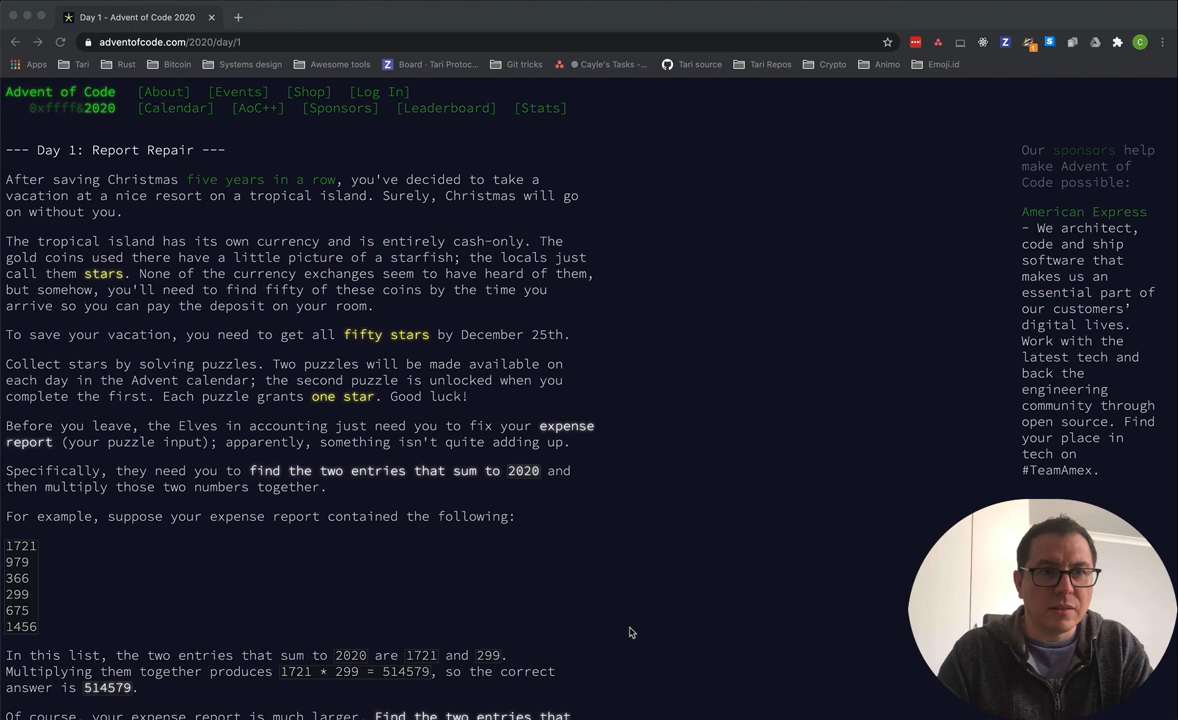 Day 1 - Advent of Code 2020
adventofcode.com/2020/day/1
Apps Tari Rust Bitcoin Systems design Awesome tools Board · Tari Protoc... Git tricks Cayle's Tasks -... Tari source Tari Repos Crypto Animo Emoji.id
Advent of Code [About] [Events] [Shop] [Log In]
0xffff&2020 [Calendar] [AoC++] [Sponsors] [Leaderboard] [Stats]
--- Day 1: Report Repair ---
After saving Christmas five years in a row, you've decided to take a
vacation at a nice resort on a tropical island. Surely, Christmas will go
on without you.
The tropical island has its own currency and is entirely cash-only. The
gold coins used there have a little picture of a starfish; the locals just
call them stars. None of the currency exchanges seem to have heard of them,
but somehow, you'll need to find fifty of these coins by the time you
arrive so you can pay the deposit on your room.
To save your vacation, you need to get all fifty stars by December 25th.
Collect stars by solving puzzles. Two puzzles will be made available on
each day in the Advent calendar; the second puzzle is unlocked when you
complete the first. Each puzzle grants one star. Good luck!
Before you leave, the Elves in accounting just need you to fix your expense
report (your puzzle input); apparently, something isn't quite adding up.
Specifically, they need you to find the two entries that sum to 2020 and
then multiply those two numbers together.
For example, suppose your expense report contained the following:
1721
979
366
299
675
1456
In this list, the two entries that sum to 2020 are 1721 and 299.
Multiplying them together produces 1721 * 299 = 514579, so the correct
answer is 514579.
Of course, your expense report is much larger. Find the two entries that
Our sponsors help
make Advent of
Code possible:
American Express
- We architect,
code and ship
software that
makes us an
essential part of
our customers’
digital lives.
Work with the
latest tech and
back the
engineering
community through
open source. Find
your place in
tech on
#TeamAmex.